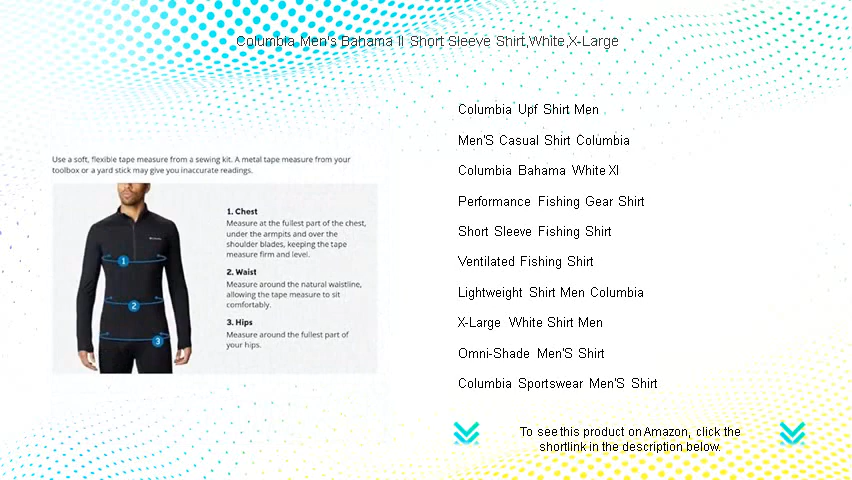 Columbia Men's Bahama II Short Sleeve Shirt,White,X-Large
Use a soft, flexible tape measure from a sewing kit. A metal tape measure from your
toolbox or a yard stick may give you inaccurate readings.
1. Chest
Measure at the fullest part of the chest,
under the armpits and over the
shoulder blades, keeping the tape
measure firm and level.
2. Waist
Measure around the natural waistline,
allowing the tape measure to sit
comfortably.
3. Hips
Measure around the fullest part of
your hips.
1
2
3
Columbia Upf Shirt Men
Men'S Casual Shirt Columbia
Columbia Bahama White Xl
Performance Fishing Gear Shirt
Short Sleeve Fishing Shirt
Ventilated Fishing Shirt
Lightweight Shirt Men Columbia
X-Large White Shirt Men
Omni-Shade Men'S Shirt
Columbia Sportswear Men'S Shirt
To see this product on Amazon, click the
shortlink in the description below.